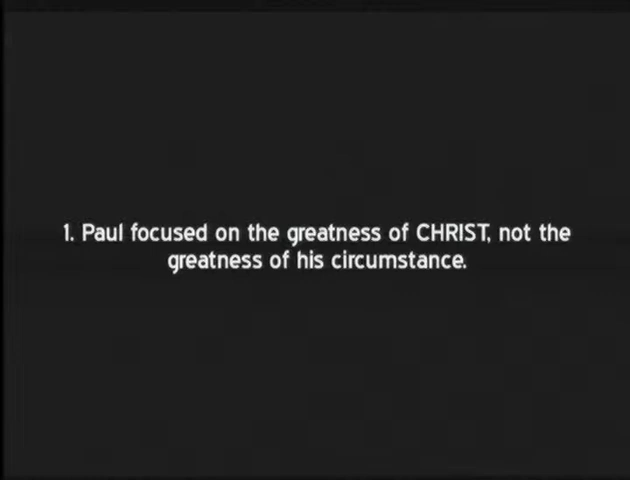 1. Paul focused on the greatness of CHRIST, not the
greatness of his circumstance.